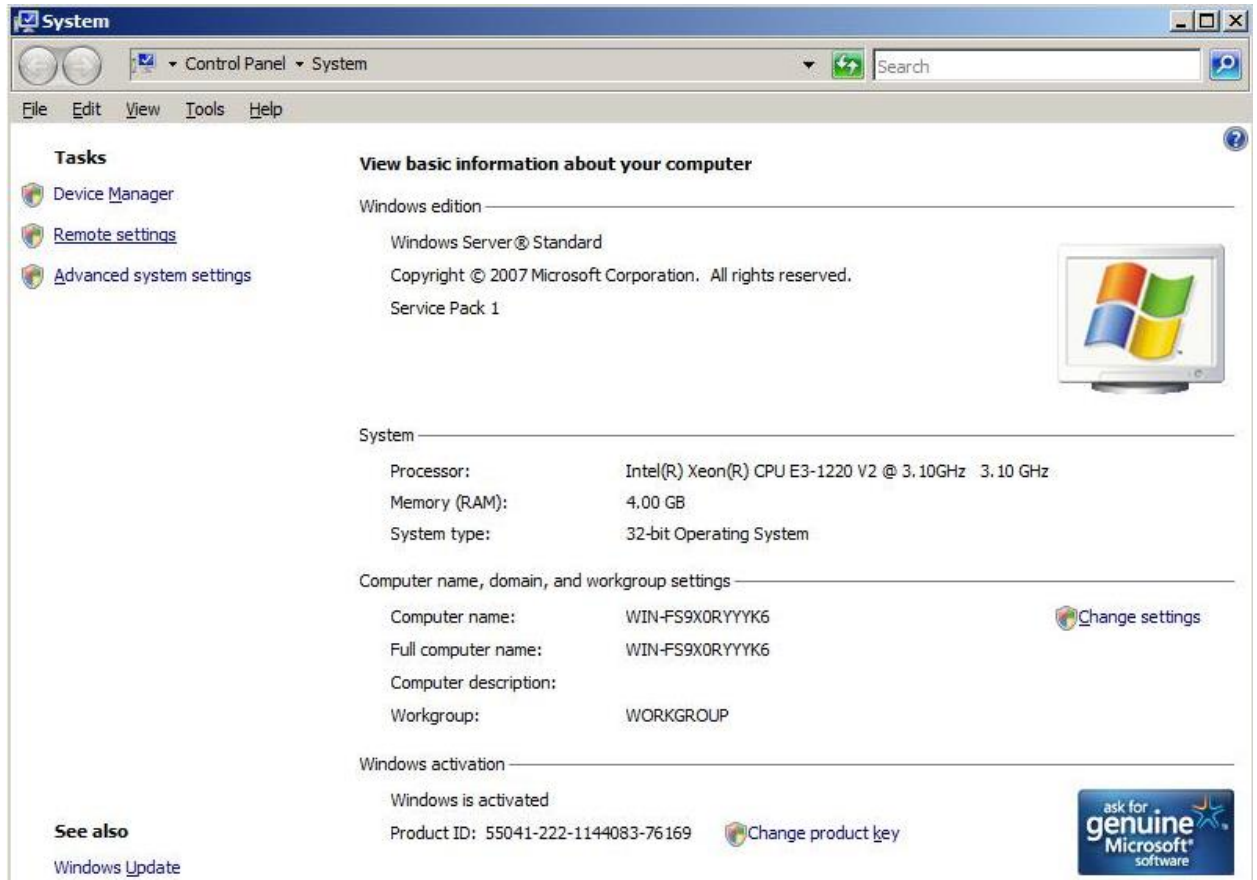 System
Control Panel System
Search
File Edit View Tools Help
Tasks
Device Manager
Remote settings
Advanced system settings
See also
Windows Update
View basic information about your computer
Windows edition
Windows Server® Standard
Copyright © 2007 Microsoft Corporation. All rights reserved.
Service Pack 1
System
Processor: Intel(R) Xeon(R) CPU E3-1220 V2 @ 3.10GHz 3.10 GHz
Memory (RAM): 4.00 GB
System type: 32-bit Operating System
Computer name, domain, and workgroup settings
Computer name: WIN-FS9X0RYYYK6 Change settings
Full computer name: WIN-FS9X0RYYYK6
Computer description:
Workgroup: WORKGROUP
Windows activation
Windows is activated
Product ID: 55041-222-1144083-76169 Change product key
ask for
genuine
Microsoft®
software